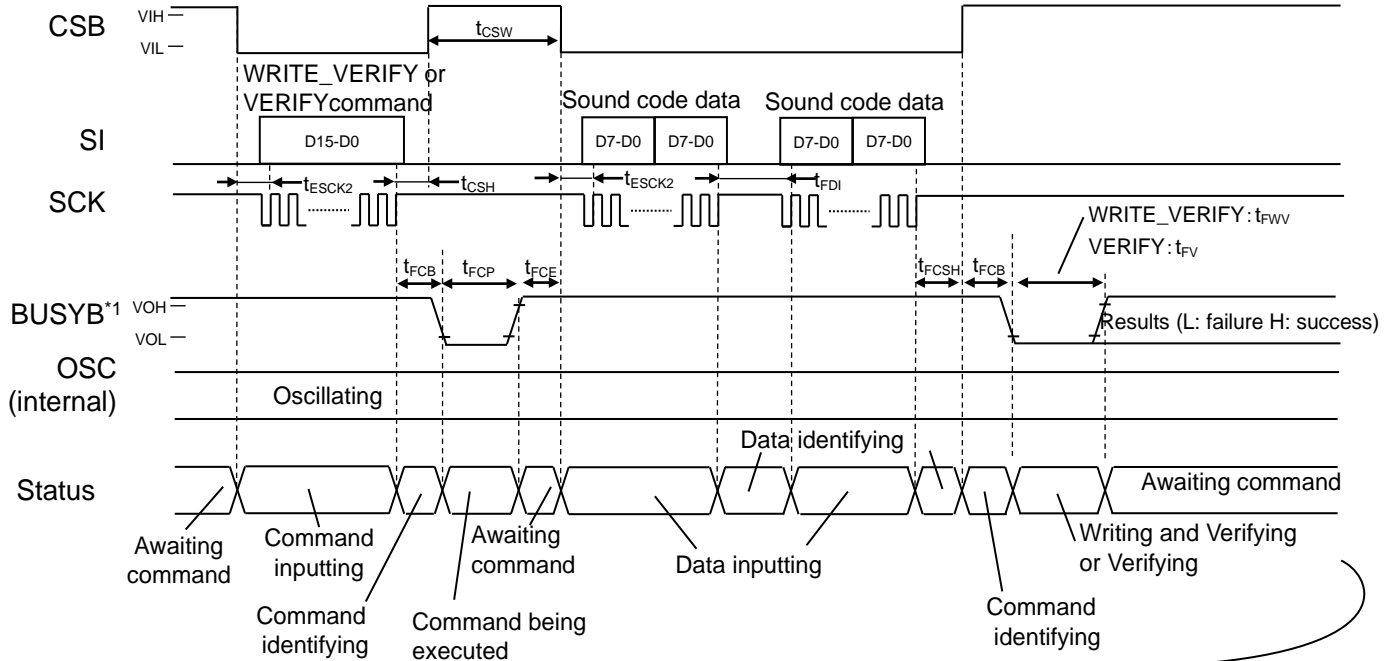 CSB
VIH
VIL
tCSW
WRITE_VERIFY or
VERIFYcommand
Sound code data
Sound code data
SI
D15-D0
D7-D0
D7-D0
D7-D0
D7-D0
tESCK2
tCSH
tESCK2
tFDI
SCK
WRITE_VERIFY:tFWV
VERIFY:tFV
tFCB
tFCP
tFCE
tFCSH
tFCB
BUSYB*1
VOH
VOL
Results (L: failure H: success)
OSC
(internal)
Oscillating
Data identifying
Status
Awaiting command
Awaiting
command
Command
inputting
Command
identifying
Command being
executed
Awaiting
command
Data inputting
Command
identifying
Writing and Verifying
or Verifying